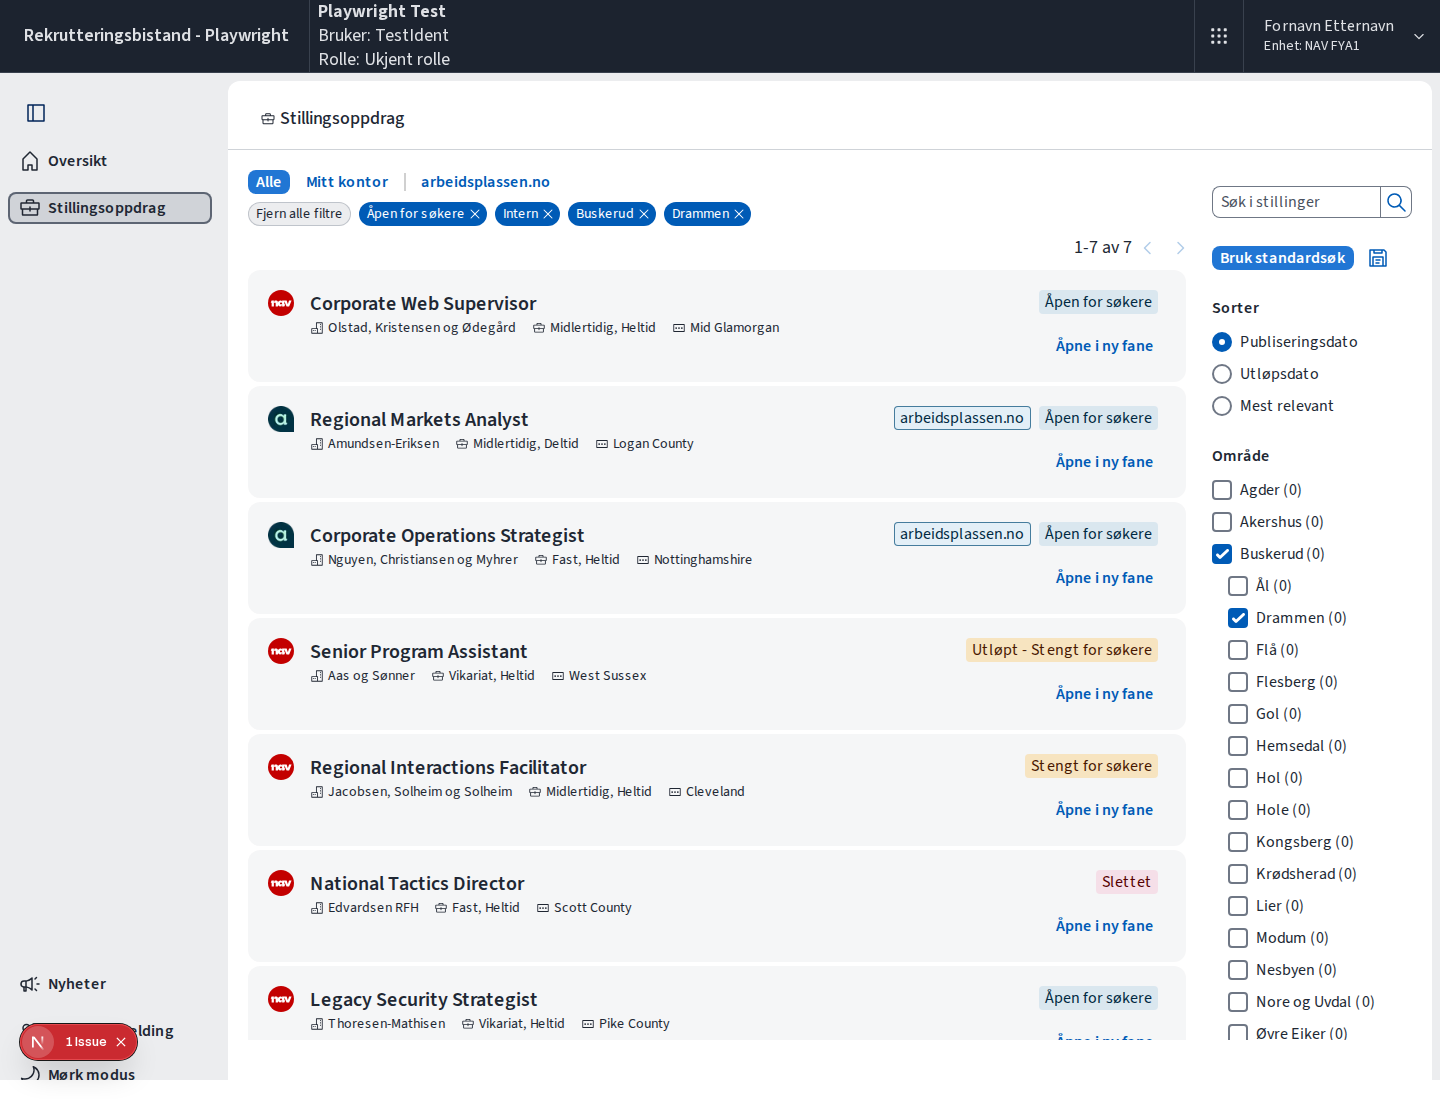 Rekrutteringsbistand - Playwright
Playwright Test
Bruker: TestIdent
Rolle: Ukjent rolle
Fornavn Etternavn
Enhet: NAV FYA1
Oversikt
Stillingsoppdrag
Nyheter
elding
1 Issue
Mørk modus
Stillingsoppdrag
Alle
Mitt kontor
arbeidsplassen.no
Fjern alle filtre
Åpen for søkere
Intern
Buskerud
Drammen
1-7 av 7
nav
Corporate Web Supervisor
Olstad, Kristensen og Ødegård
Midlertidig, Heltid
Mid Glamorgan
Åpen for søkere
Åpne i ny fane
a
Regional Markets Analyst
Amundsen-Eriksen
Midlertidig, Deltid
Logan County
arbeidsplassen.no
Åpen for søkere
Åpne i ny fane
a
Corporate Operations Strategist
Nguyen, Christiansen og Myhrer
Fast, Heltid
Nottinghamshire
arbeidsplassen.no
Åpen for søkere
Åpne i ny fane
nav
Senior Program Assistant
Aas og Sønner
Vikariat, Heltid
West Sussex
Utløpt - Stengt for søkere
Åpne i ny fane
nav
Regional Interactions Facilitator
Jacobsen, Solheim og Solheim
Midlertidig, Heltid
Cleveland
Stengt for søkere
Åpne i ny fane
nav
National Tactics Director
Edvardsen RFH
Fast, Heltid
Scott County
Slettet
Åpne i ny fane
nav
Legacy Security Strategist
Thoresen-Mathisen
Vikariat, Heltid
Pike County
Åpen for søkere
Åpne i ny fane
Søk i stillinger
Bruk standardsøk
Sorter
Publiseringsdato
Utløpsdato
Mest relevant
Område
Agder (0)
Akershus (0)
Buskerud (0)
Ål (0)
Drammen (0)
Flå (0)
Flesberg (0)
Gol (0)
Hemsedal (0)
Hol (0)
Hole (0)
Kongsberg (0)
Krødsherad (0)
Lier (0)
Modum (0)
Nesbyen (0)
Nore og Uvdal (0)
Øvre Eiker (0)